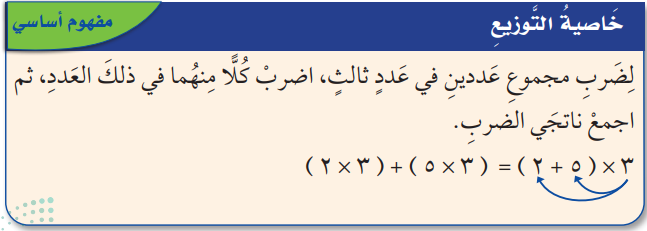 خَاصيةُ التَّوزيعِ
مفهوم أساسي
لِضَربِ مجموعِ عَددينِ في عَددٍ ثالثٍ، اضربْ كُلًّا مِنهُما في ذلكَ العَددِ، ثم
اجمعْ ناتجَي الضربِ.
٣ × ( ٥ + ٢ ) = ( ٣ × ٥ ) + ( ٣ × ٢ )